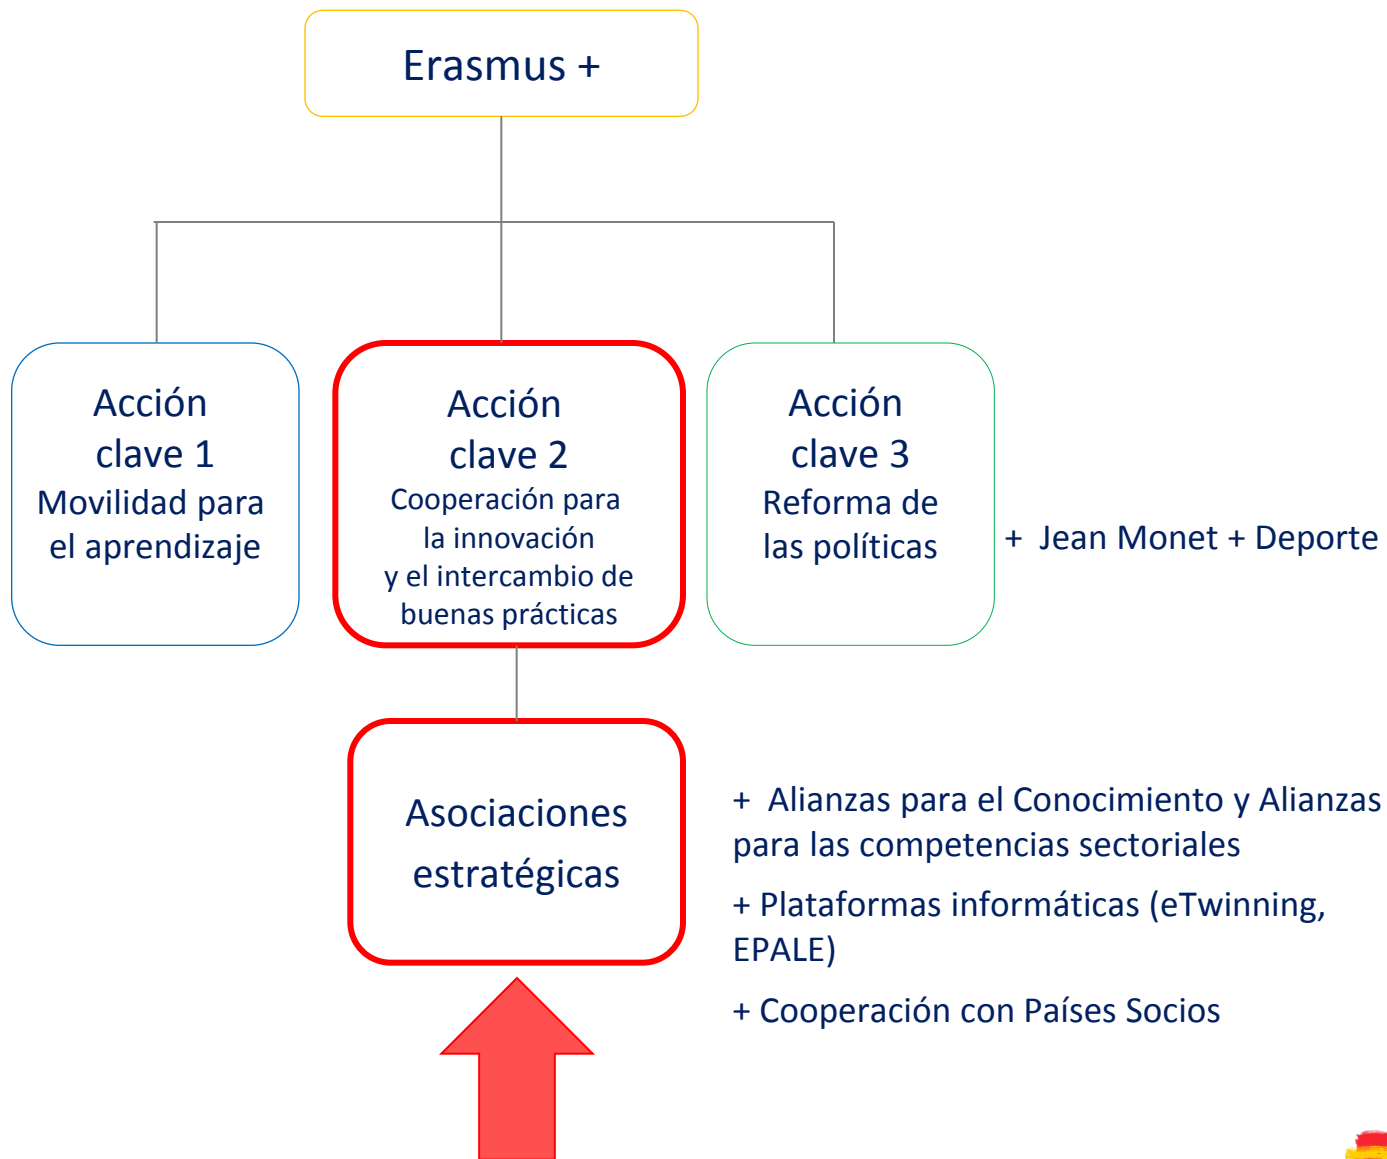 Erasmus +
Acción
clave 1
Movilidad para
el aprendizaje
Acción
clave 2
Cooperación para
la innovación
y el intercambio de
buenas prácticas
Acción
clave 3
Reforma de
las políticas
+ Jean Monet + Deporte
Asociaciones
estratégicas
+ Alianzas para el Conocimiento y Alianzas
para las competencias sectoriales
+ Plataformas informáticas (eTwinning,
EPALE)
+ Cooperación con Países Socios